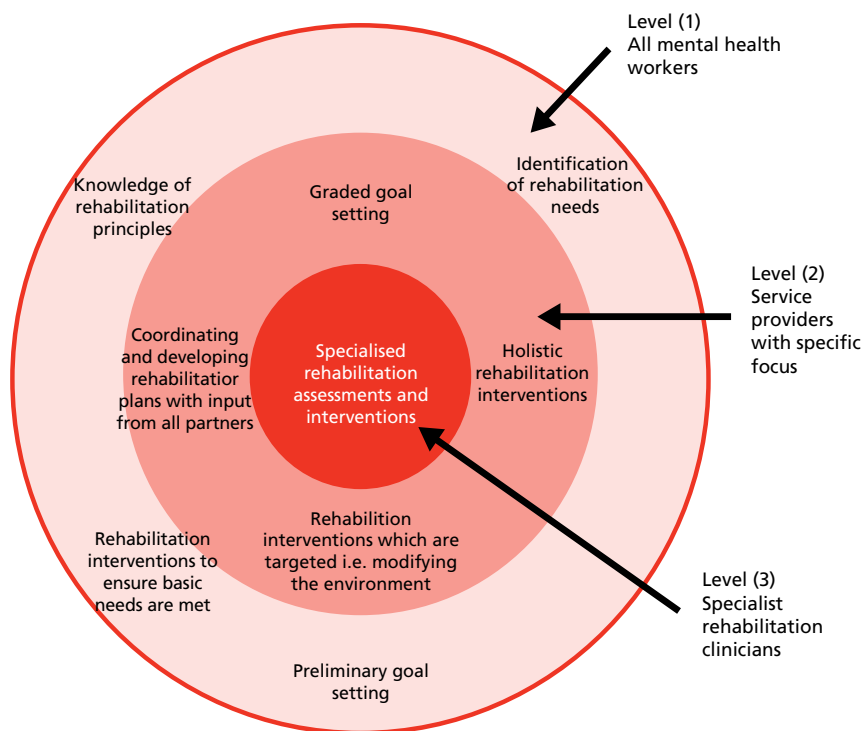 Level (1)
All mental health
workers
Identification
of rehabilitation
needs
Knowledge of
rehabilitation
principles
Graded goal
setting
Level (2)
Service
providers
with specific
focus
Coordinating
and developing
rehabilitatior
plans with input
from all partners
Specialised
rehabilitation
assessments and
interventions
Holistic
rehabilitation
interventions
Rehabilition
interventions which are
targeted i.e. modifying
the environment
Rehabilitation
interventions to
ensure basic
needs are met
Level (3)
Specialist
rehabilitation
clinicians
Preliminary goal
setting